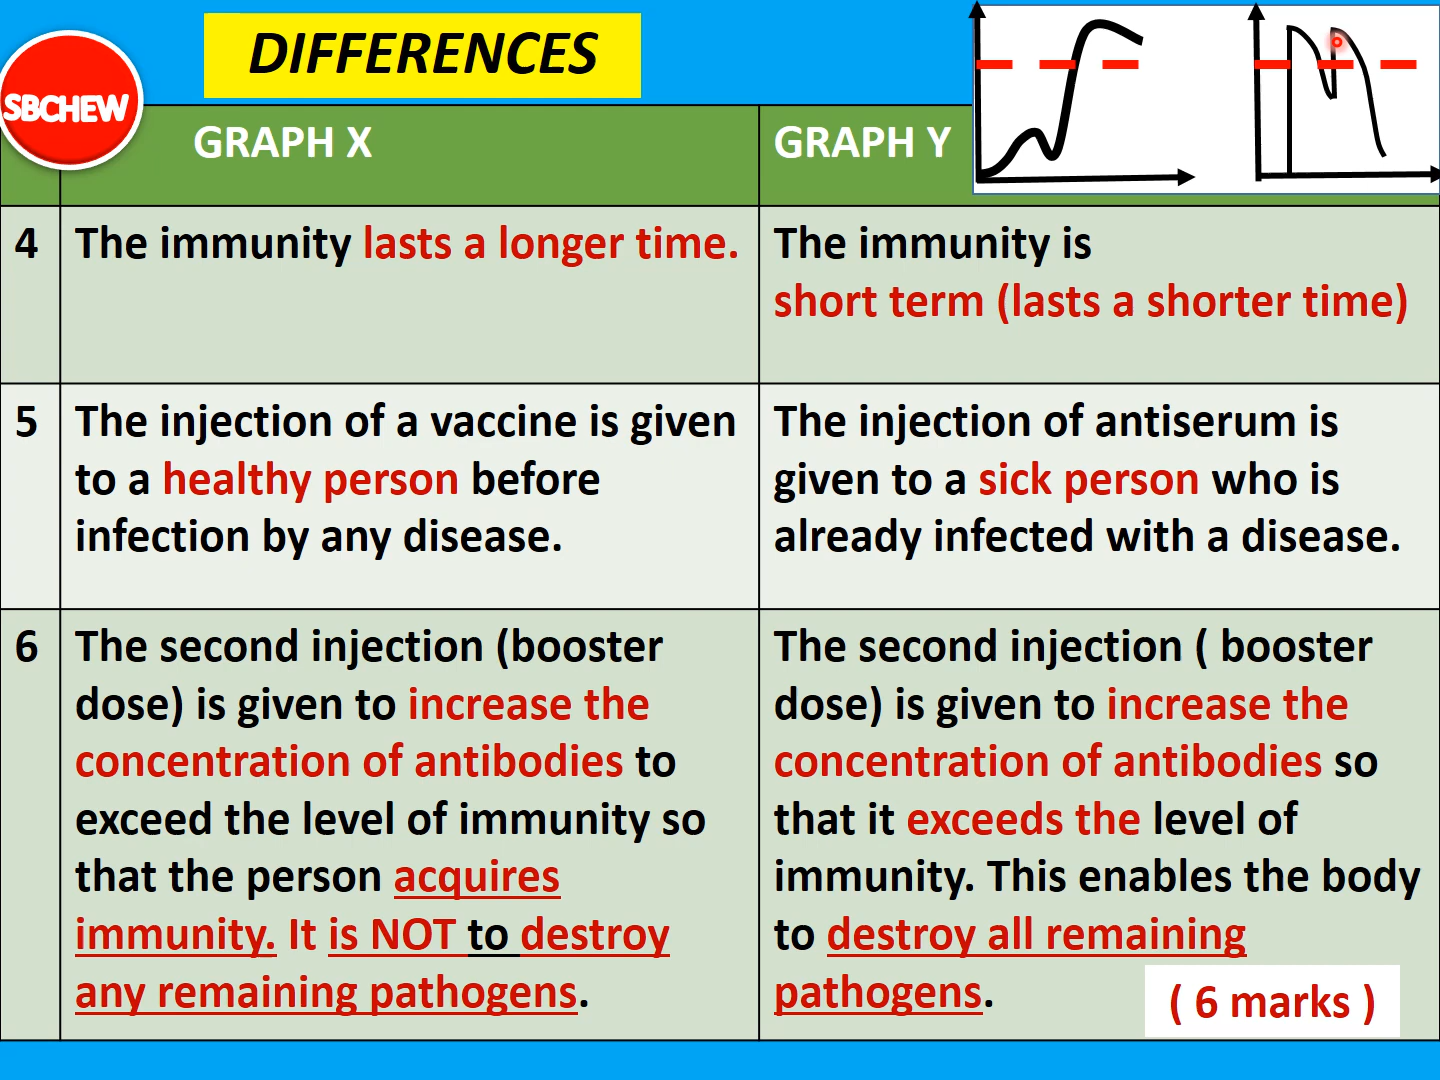 DIFFERENCES
SBCHEW
GRAPH X
GRAPH Y
4
The immunity lasts a longer time.
The immunity is
short term (lasts a shorter time)
5
The injection of a vaccine is given
to a healthy person before
infection by any disease.
The injection of antiserum is
given to a sick person who is
already infected with a disease.
6
The second injection (booster
dose) is given to increase the
concentration of antibodies to
exceed the level of immunity so
that the person acquires
immunity. It is NOT to destroy
any remaining pathogens.
The second injection ( booster
dose) is given to increase the
concentration of antibodies so
that it exceeds the level of
immunity. This enables the body
to destroy all remaining
pathogens.
( 6 marks )